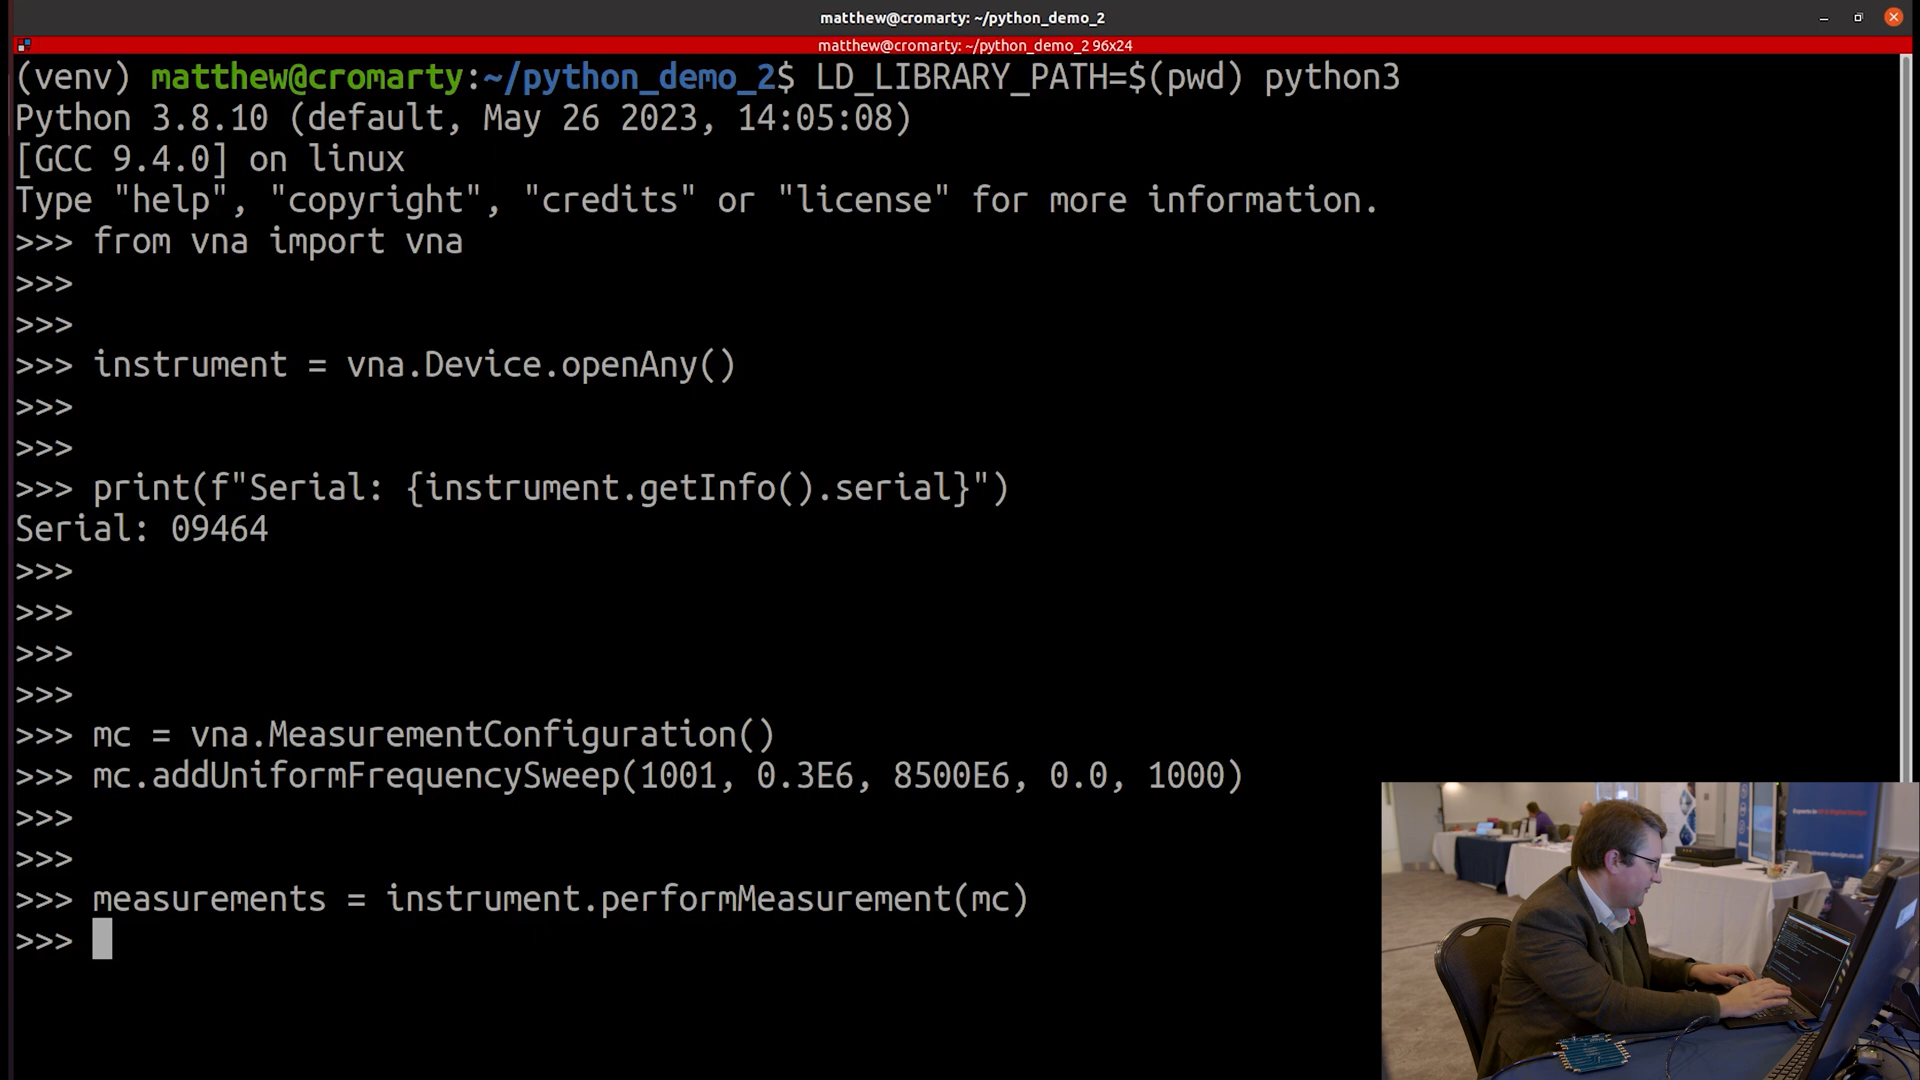 matthew@cromarty: ~/python_demo_2
matthew@cromarty: ~/python_demo_2 96x24
(venv) matthew@cromarty:~/python_demo_2$ LD_LIBRARY_PATH=$(pwd) python3
Python 3.8.10 (default, May 26 2023, 14:05:08)
[GCC 9.4.0] on linux
Type "help", "copyright", "credits" or "license" for more information.
>>> from vna import vna
>>>
>>>
>>> instrument = vna.Device.openAny()
>>>
>>>
>>> print(f"Serial: {instrument.getInfo().serial}")
Serial: 09464
>>>
>>>
>>>
>>>
>>> mc = vna.MeasurementConfiguration()
>>> mc.addUniformFrequencySweep(1001, 0.3E6, 8500E6, 0.0, 1000)
>>>
>>>
>>> measurements = instrument.performMeasurement(mc)
>>>
Experts in